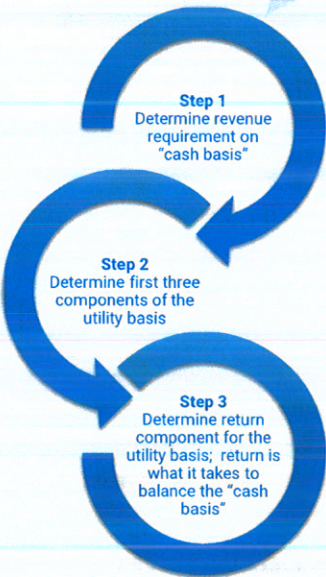 Step 1
Determine revenue
requirement on
“cash basis”
Step 2
Determine first three
components of the
utility basis
Step 3
Determine return
component for the
utility basis; return is
what it takes to
balance the “cash
basis”